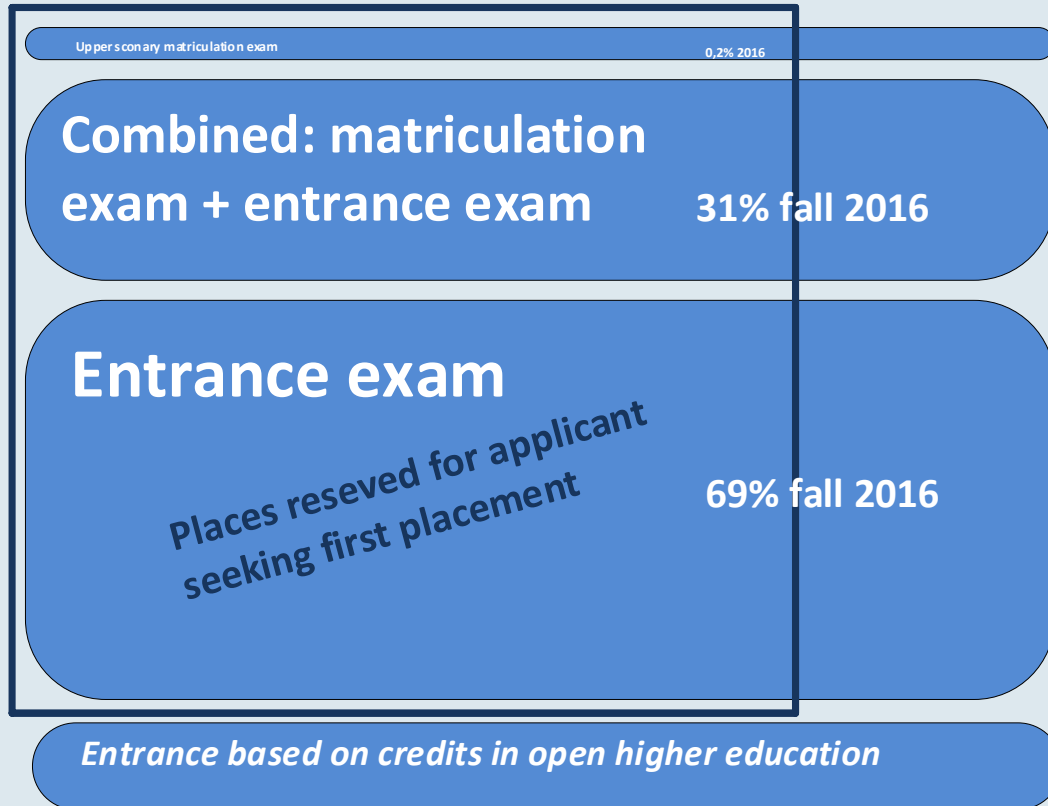 Upper sconary matriculation exam 0,2% 2016
Combined: matriculation
exam + entrance exam 31% fall 2016
Entrance exam
Places reseved for applicant
seeking first placement
69% fall 2016
Entrance based on credits in open higher education